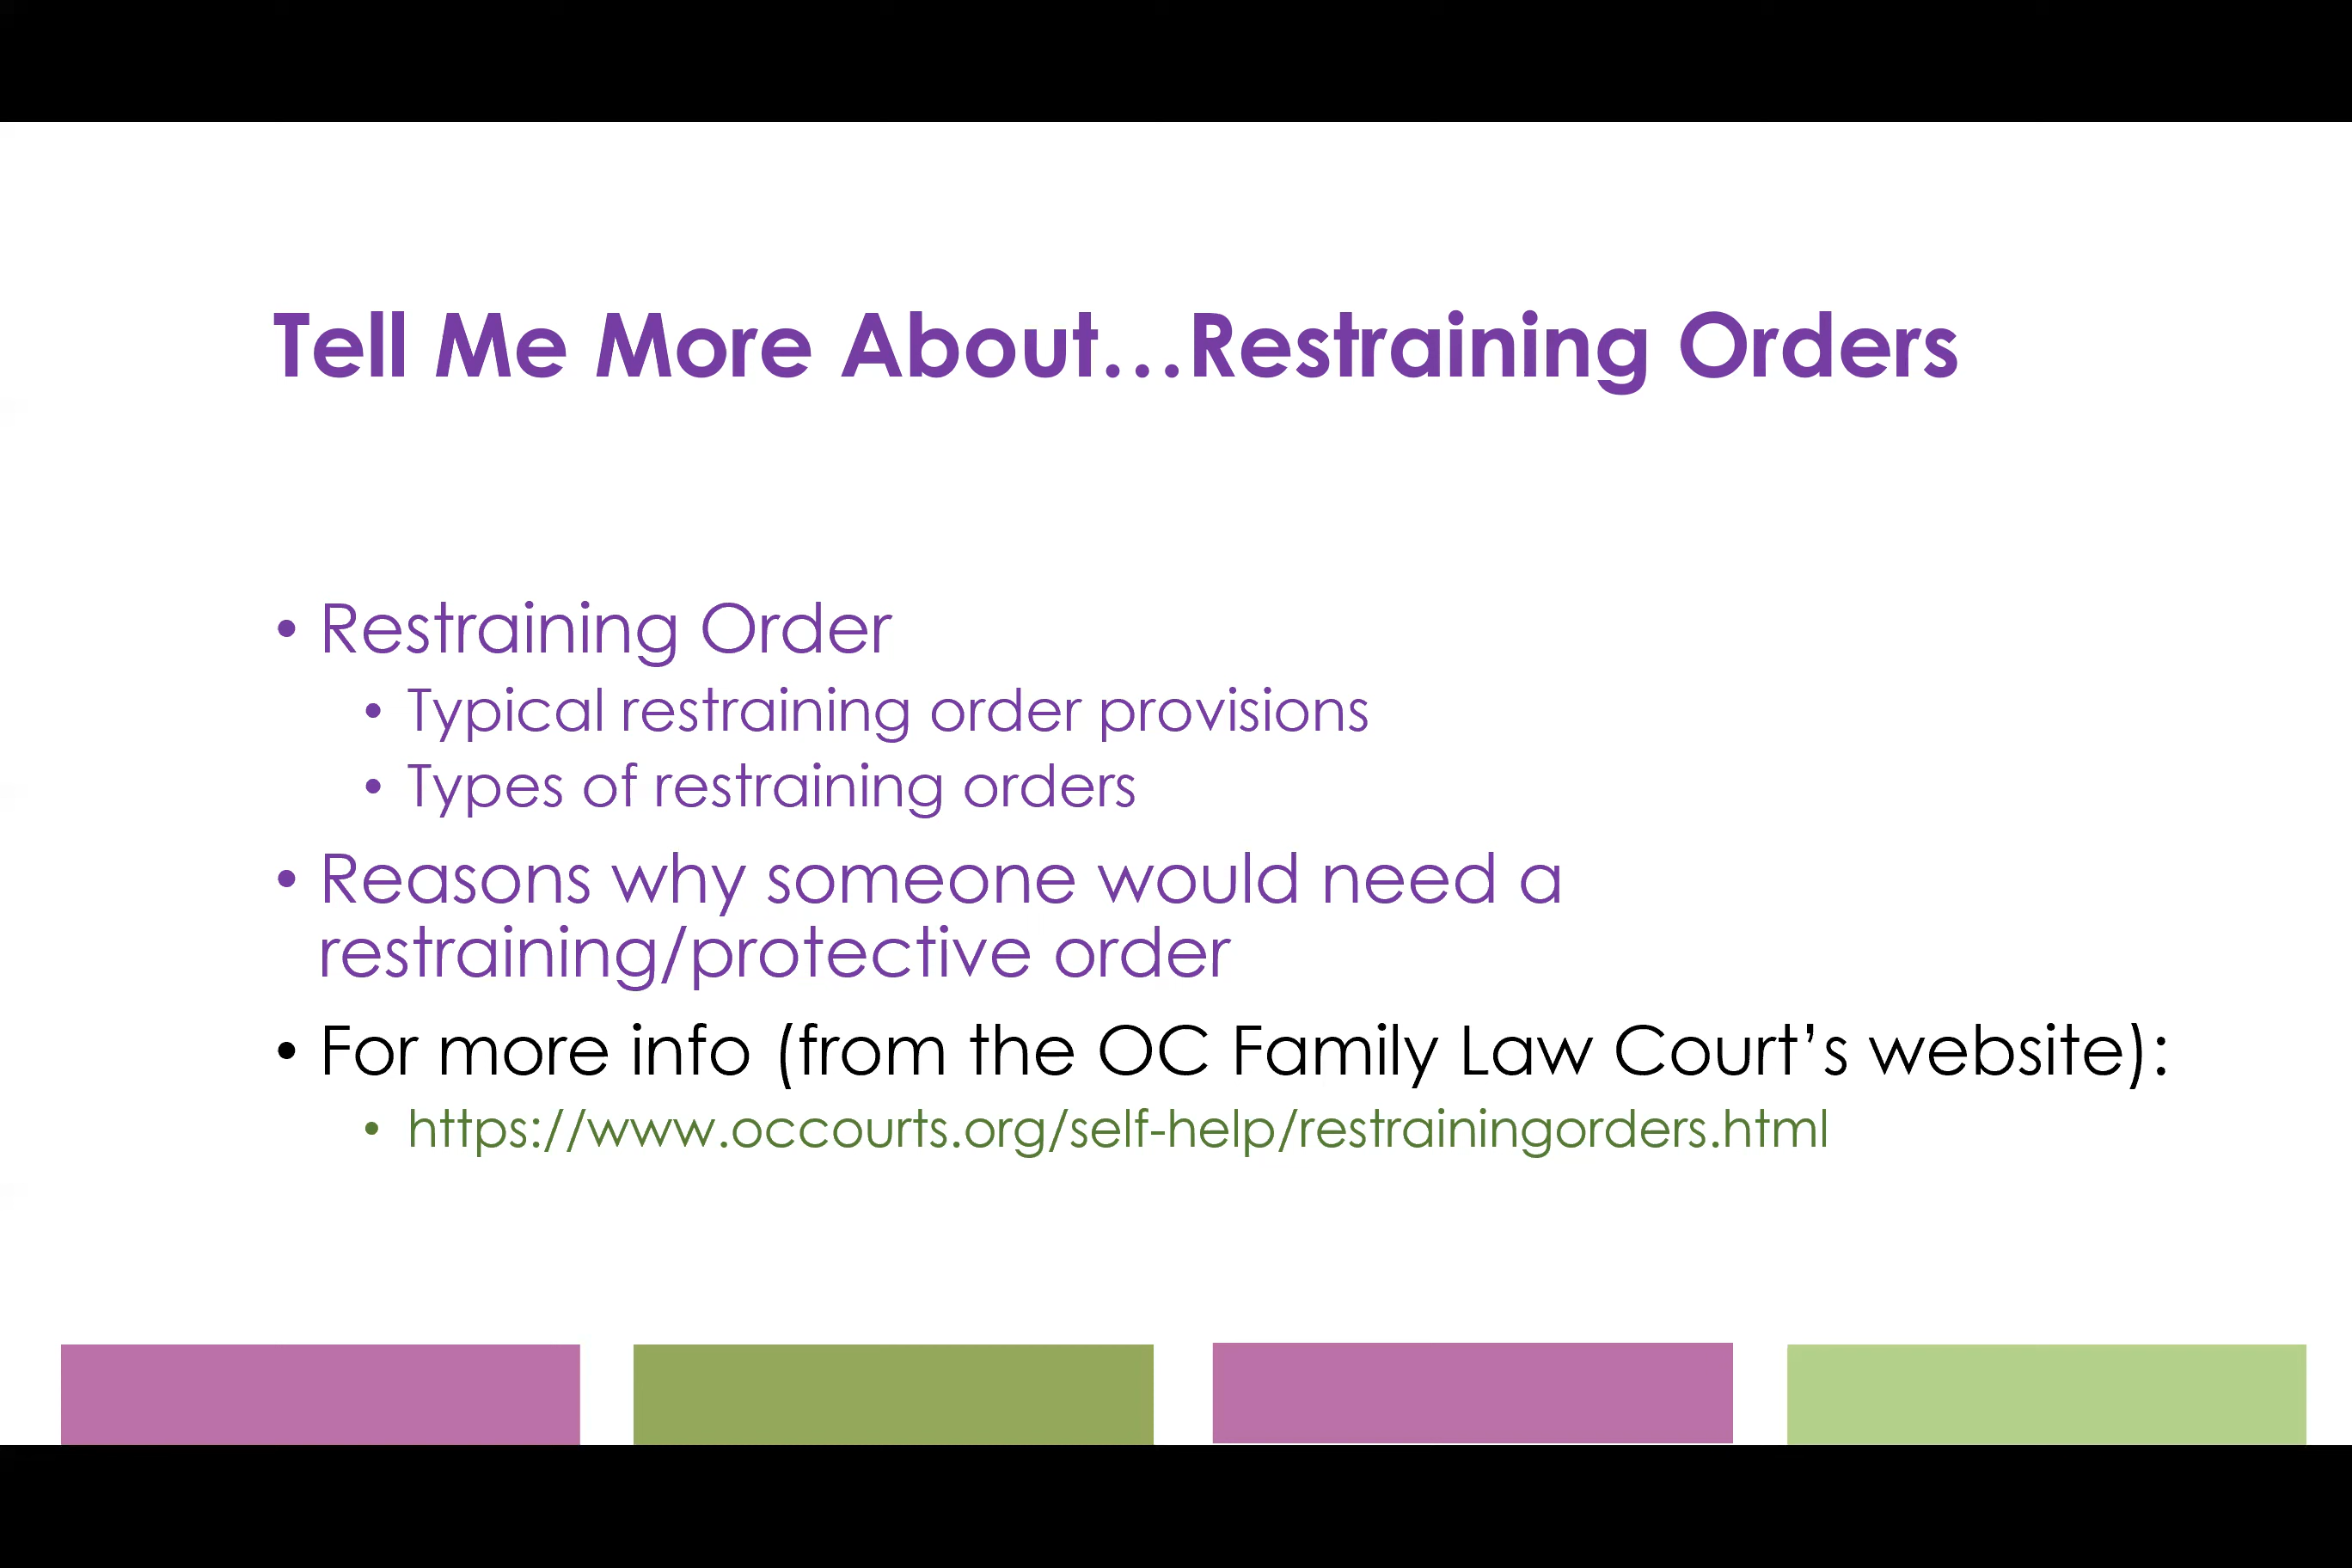 Tell Me More About...Restraining Orders
• Restraining Order
• Typical restraining order provisions
• Types of restraining orders
• Reasons why someone would need a
restraining/protective order
• For more info (from the OC Family Law Court’s website):
• https://www.occourts.org/self-help/restrainingorders.html